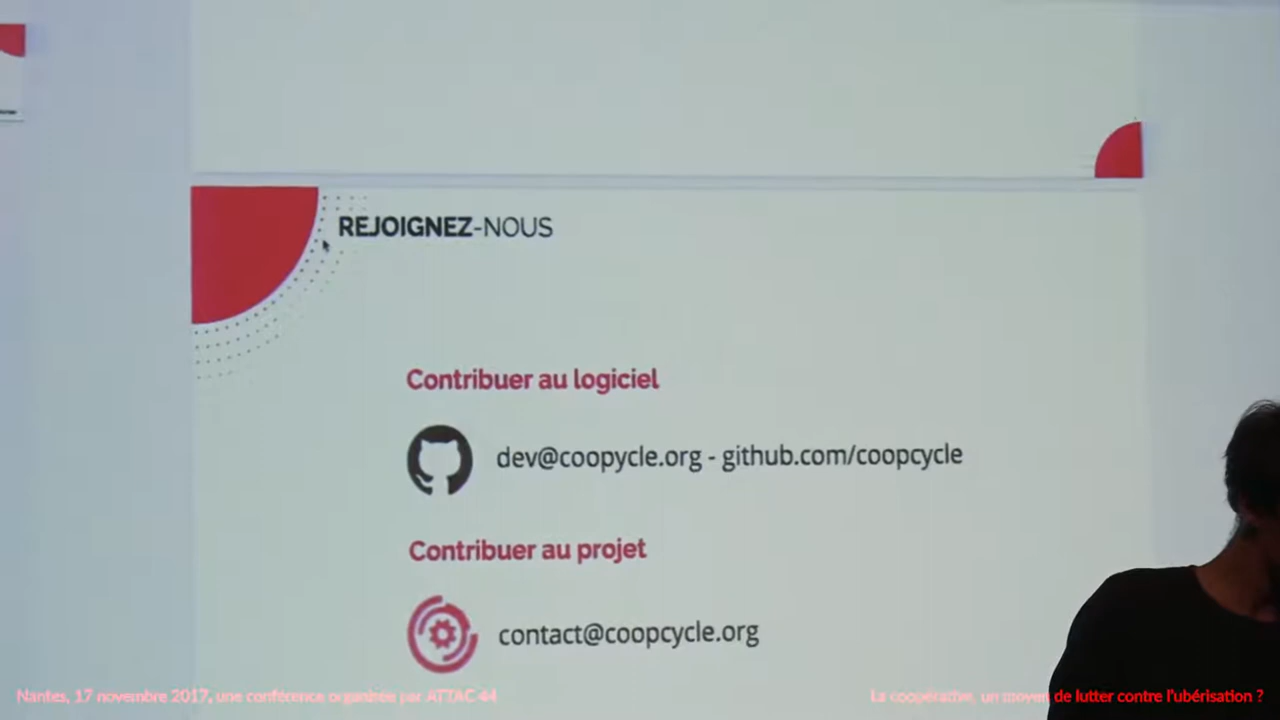 REJOIGNEZ-NOUS
Contribuer au logiciel
dev@coopycle.org - github.com/coopcycle
Contribuer au projet
contact@coopcycle.org
Nantes, 17 novembre 2017, une conférence organisée par ATTAC 44
La coopérative, un moyen de lutter contre l'ubérisation ?